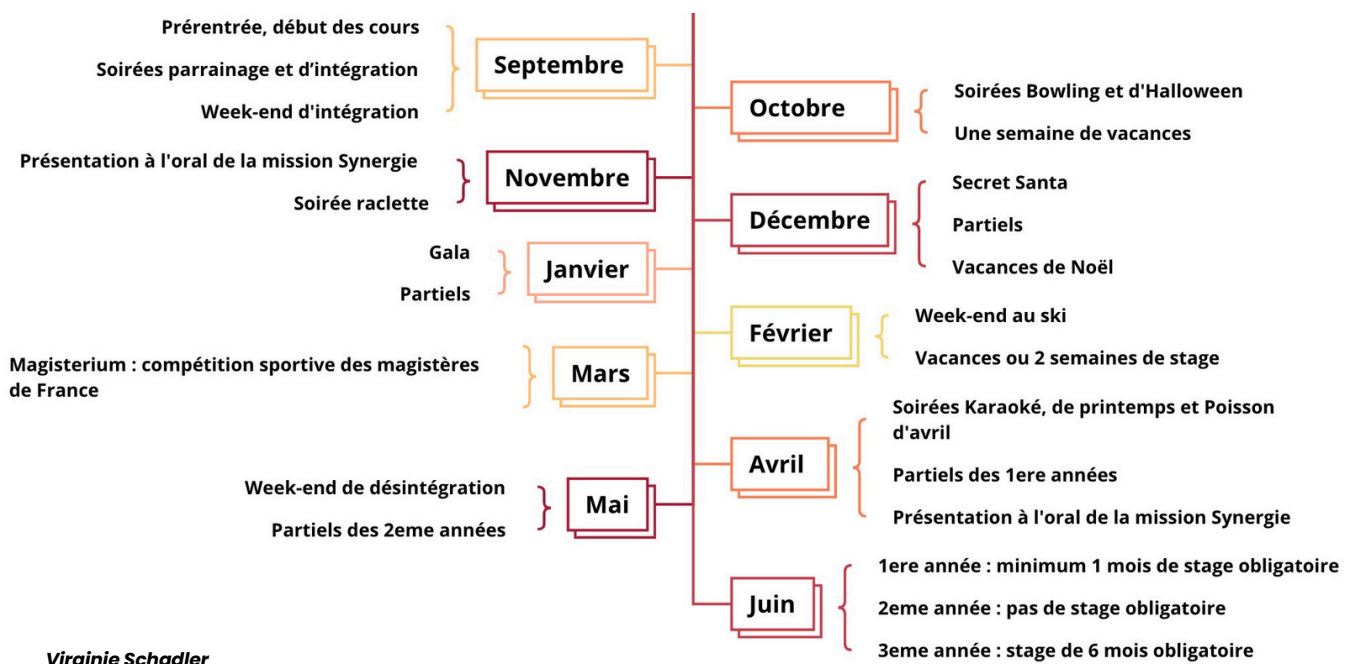 Prérentrée, début des cours
Soirées parrainage et d'intégration
Week-end d'intégration
Septembre
Octobre
Soirées Bowling et d'Halloween
Une semaine de vacances
Présentation à l'oral de la mission Synergie
Soirée raclette
Novembre
Décembre
Secret Santa
Partiels
Vacances de Noël
Gala
Partiels
Janvier
Février
Week-end au ski
Vacances ou 2 semaines de stage
Magisterium : compétition sportive des magistères
de France
Mars
Avril
Soirées Karaoké, de printemps et Poisson
d'avril
Partiels des 1ere années
Présentation à l'oral de la mission Synergie
Week-end de désintégration
Partiels des 2eme années
Mai
Juin
1ere année : minimum 1 mois de stage obligatoire
2eme année : pas de stage obligatoire
3eme année : stage de 6 mois obligatoire
Virginie Schadler